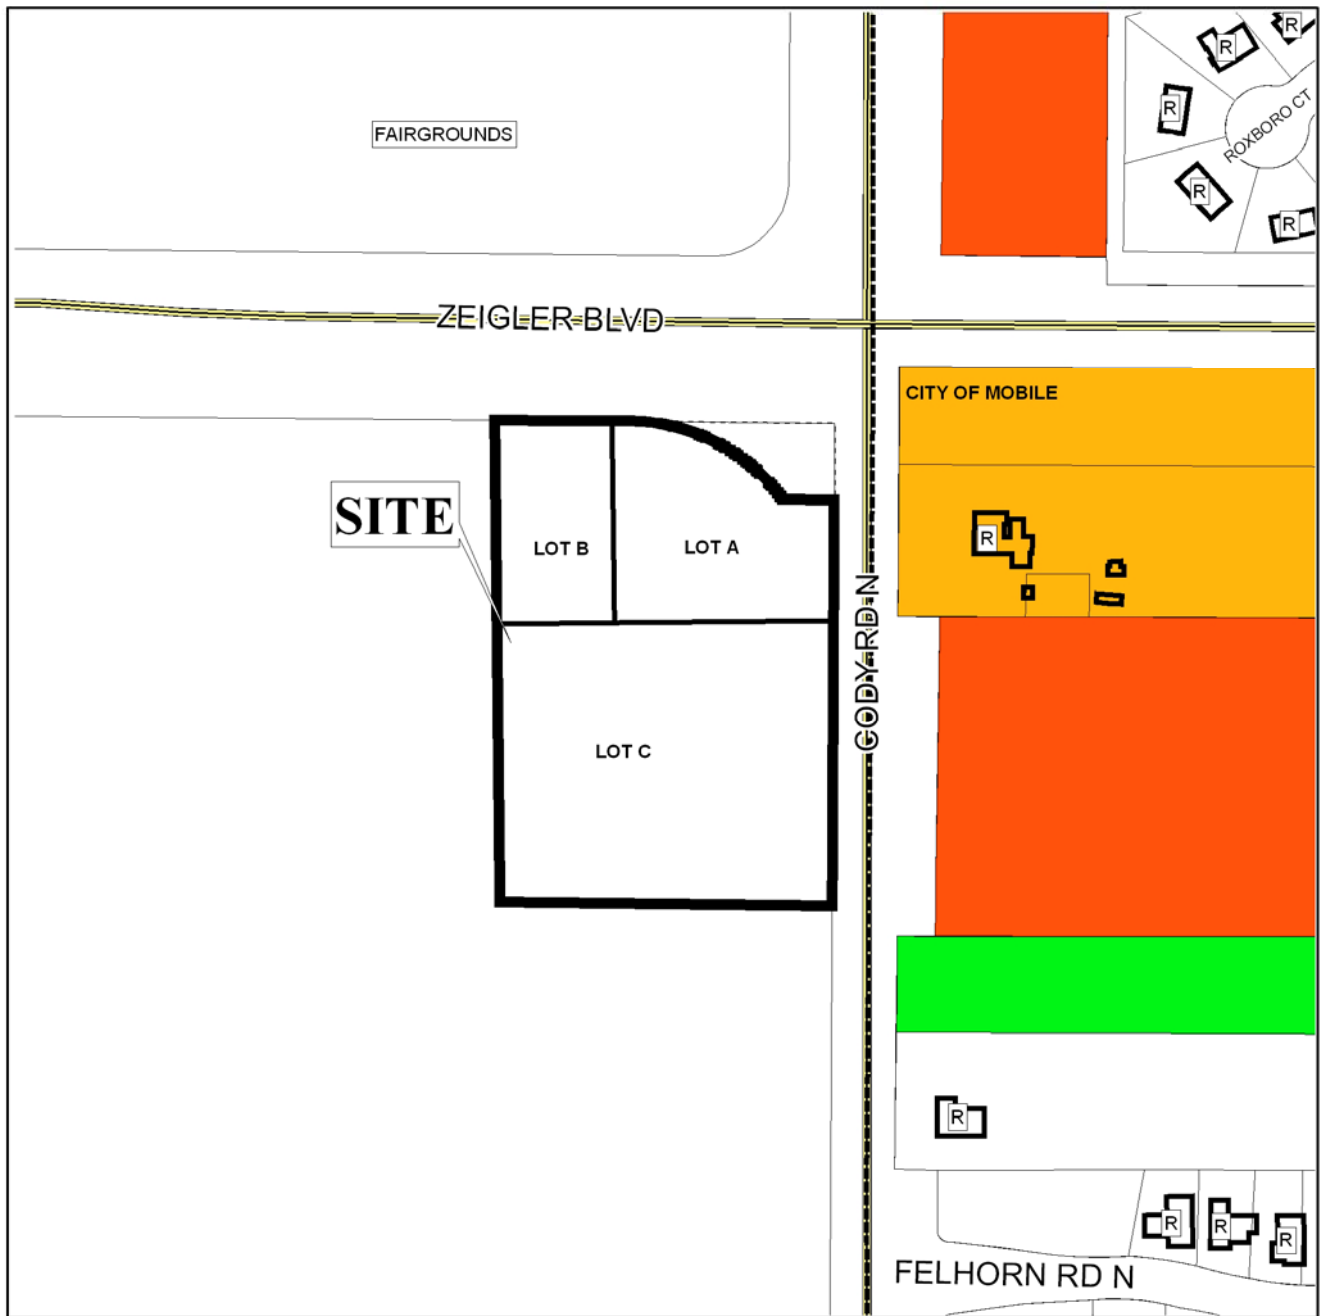 R
R
FAIRGROUNDS
R
ROXBORO CT
R
R
ZEIGLER BLVD
CITY OF MOBILE
SITE
R
LOT B
LOT A
CODY RD N
LOT C
R
R
R
R
FELHORN RD N